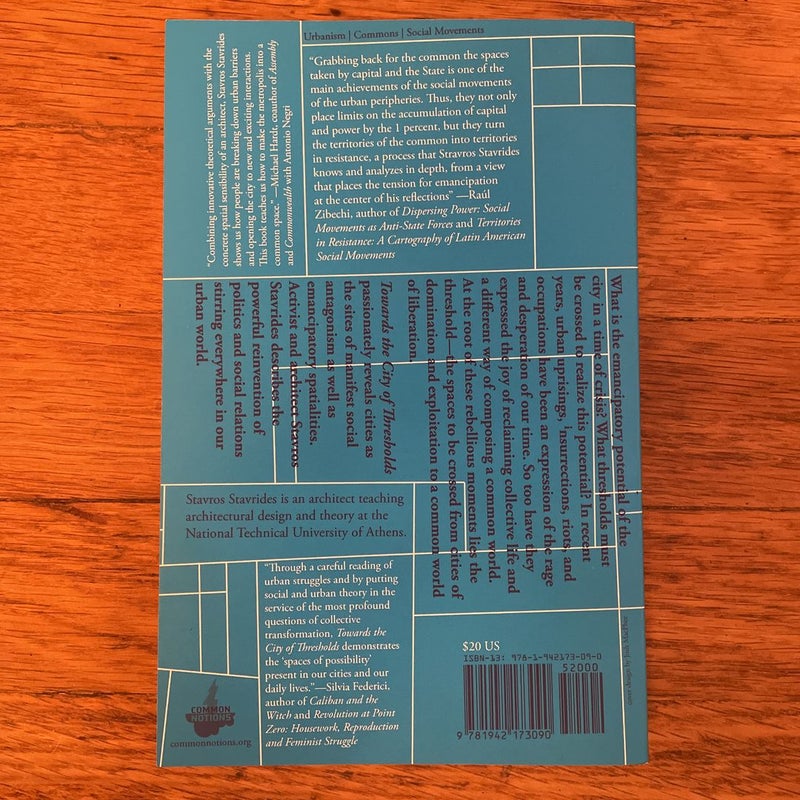 Urbanism | Commons | Social Movements
“Combining innovative theoretical arguments with the
concrete spatial sensibility of an architect, Stavros Stavrides
shows us how people are breaking down urban barriers
and opening the city to new and exciting interactions.
This book teaches us how to make the metropolis into a
common space.” —Michael Hardt, coauthor of Assembly
and Commonwealth with Antonio Negri
“Grabbing back for the common the spaces
taken by capital and the State is one of the
main achievements of the social movements
of the urban peripheries. Thus, they not only
place limits on the accumulation of capital
and power by the 1 percent, but they turn
the territories of the common into territories
in resistance, a process that Stravros Stavrides
knows and analyzes in depth, from a view
that places the tension for emancipation
at the center of his reflections” —Raúl
Zibechi, author of Dispersing Power: Social
Movements as Anti-State Forces and Territories
in Resistance: A Cartography of Latin American
Social Movements
What is the emancipatory potential of the
city in a time of crisis? What thresholds must
be crossed to realize this potential? In recent
years, urban uprisings, insurrections, riots, and
occupations have been an expression of the rage
and desperation of our time. So too have they
expressed the joy of reclaiming collective life and
a different way of composing a common world.
At the root of these rebellious moments lies the
threshold—the spaces to be crossed from cities of
domination and exploitation to a common world
of liberation.
Towards the City of Thresholds
passionately reveals cities as
the sites of manifest social
antagonism as well as
emancipatory spatialities.
Activist and architect Stavros
Stavrides describes the
powerful reinvention of
politics and social relations
stirring everywhere in our
urban world.
Stavros Stavrides is an architect teaching
architectural design and theory at the
National Technical University of Athens.
“Through a careful reading of
urban struggles and by putting
social and urban theory in the
service of the most profound
questions of collective
transformation, Towards the
City of Thresholds demonstrates
the ‘spaces of possibility’
present in our cities and our
daily lives.”—Silvia Federici,
author of Caliban and the
Witch and Revolution at Point
Zero: Housework, Reproduction
and Feminist Struggle
COMMON
NOTIONS
commonnotions.org
$20 US
ISBN-13: 978-1-942173-09-0
52000
9 781942 173090
cover design by Josh MacPhee